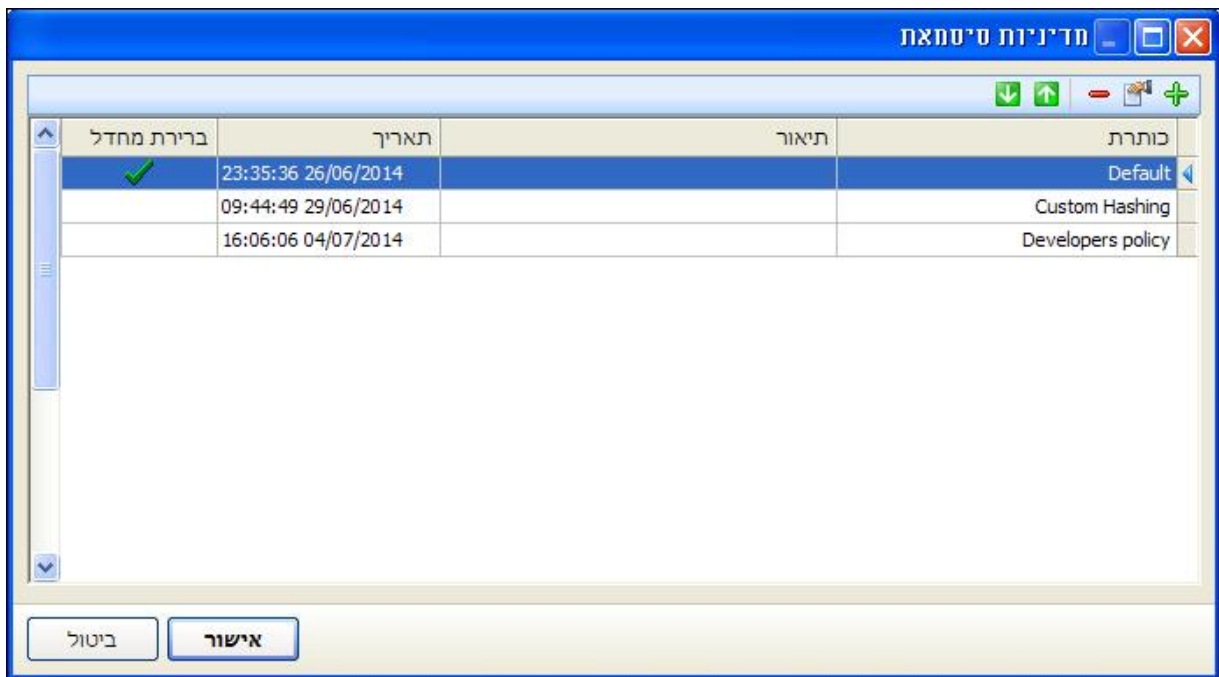 מדיניות סיטמאת
כותרת תיאור תאריך ברירת מחדל
Default 23:35:36 26/06/2014
Custom Hashing 09:44:49 29/06/2014
Developers policy 16:06:06 04/07/2014
אישור ביטול